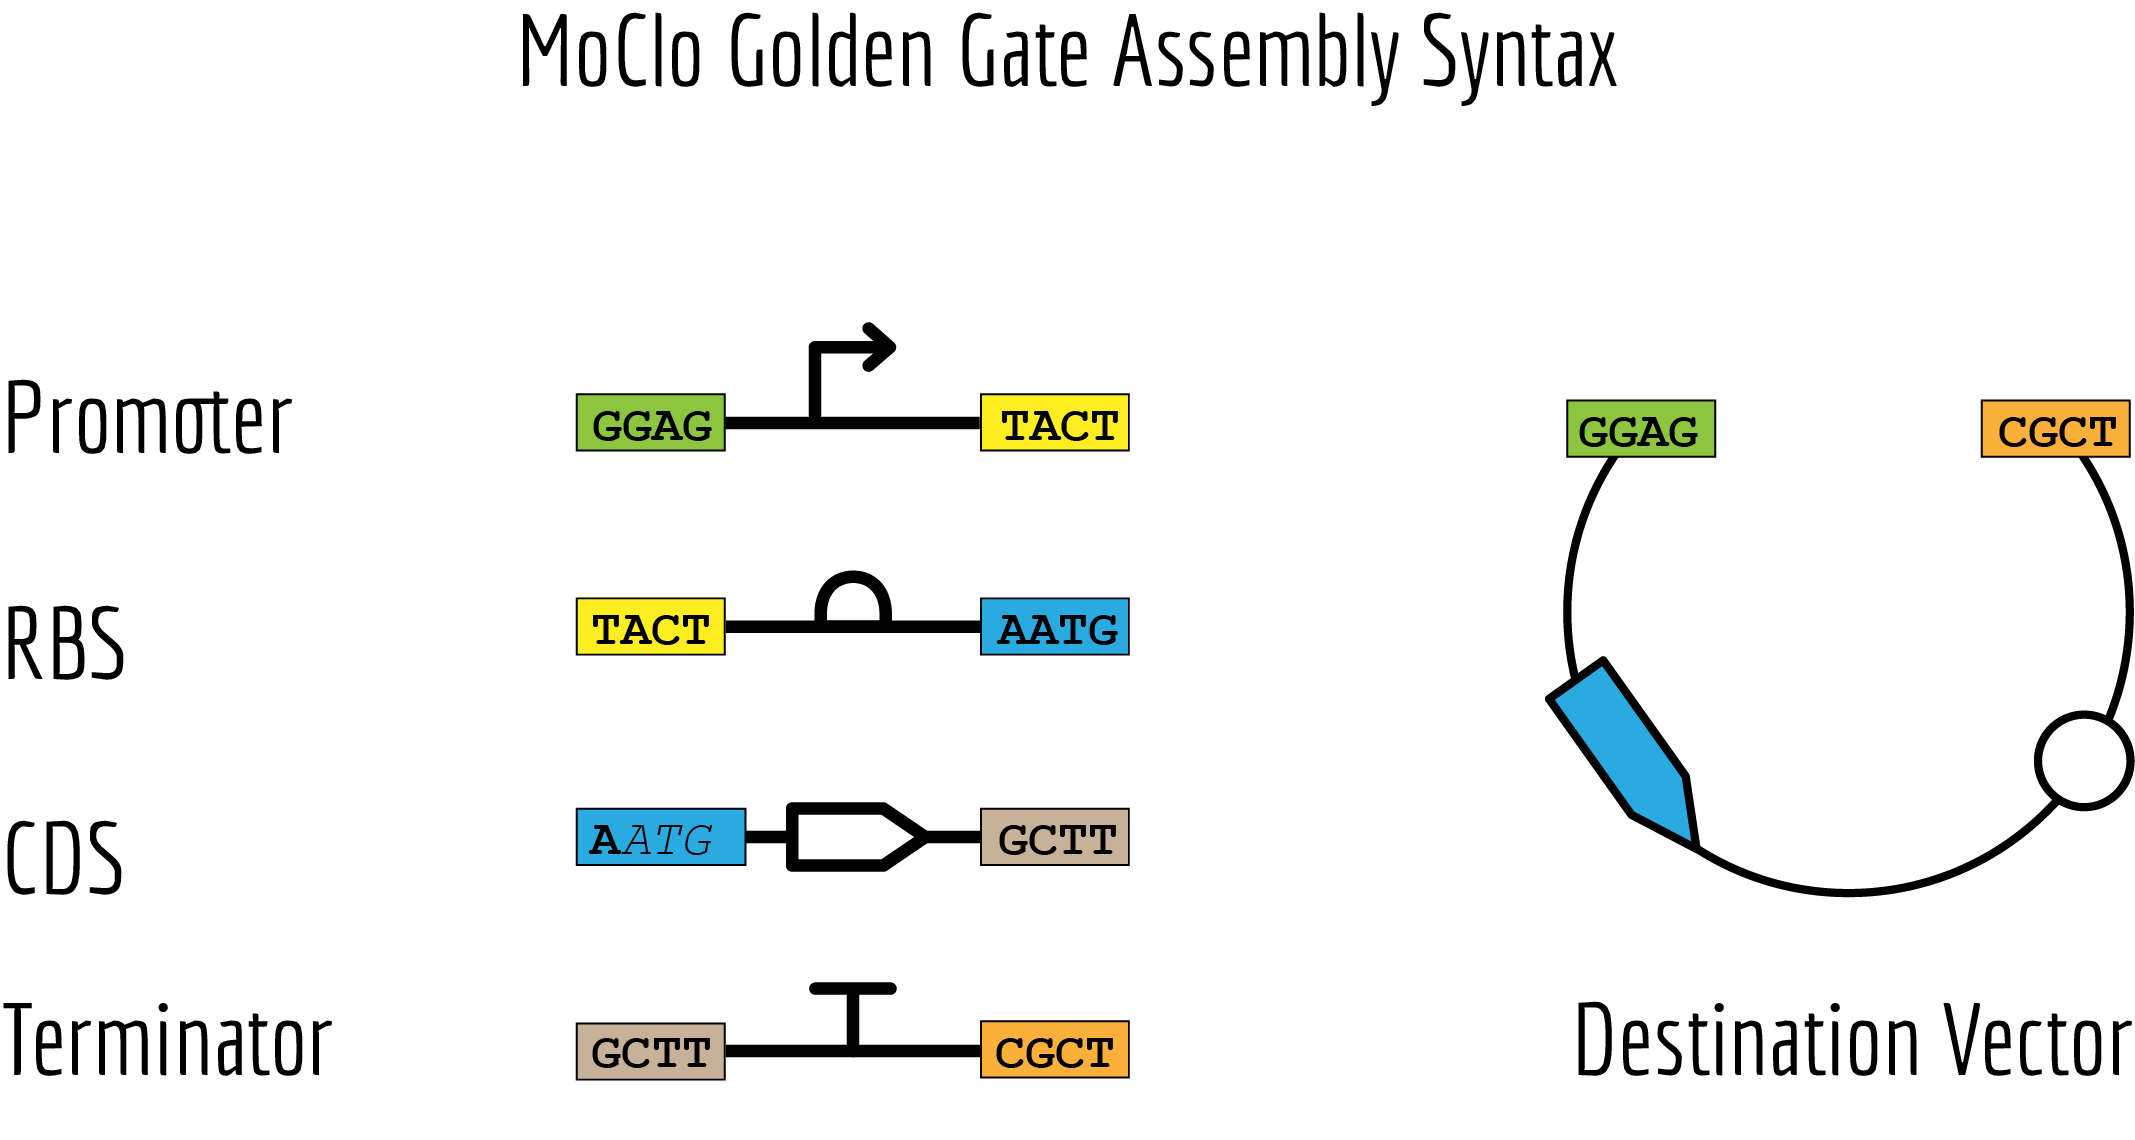 MoClo Golden Gate Assembly Syntax
Promoter
GGAG TACT
GGAG CGCT
RBS
TACT AATG
CDS
AATG GCTT
Terminator
GCTT CGCT
Destination Vector